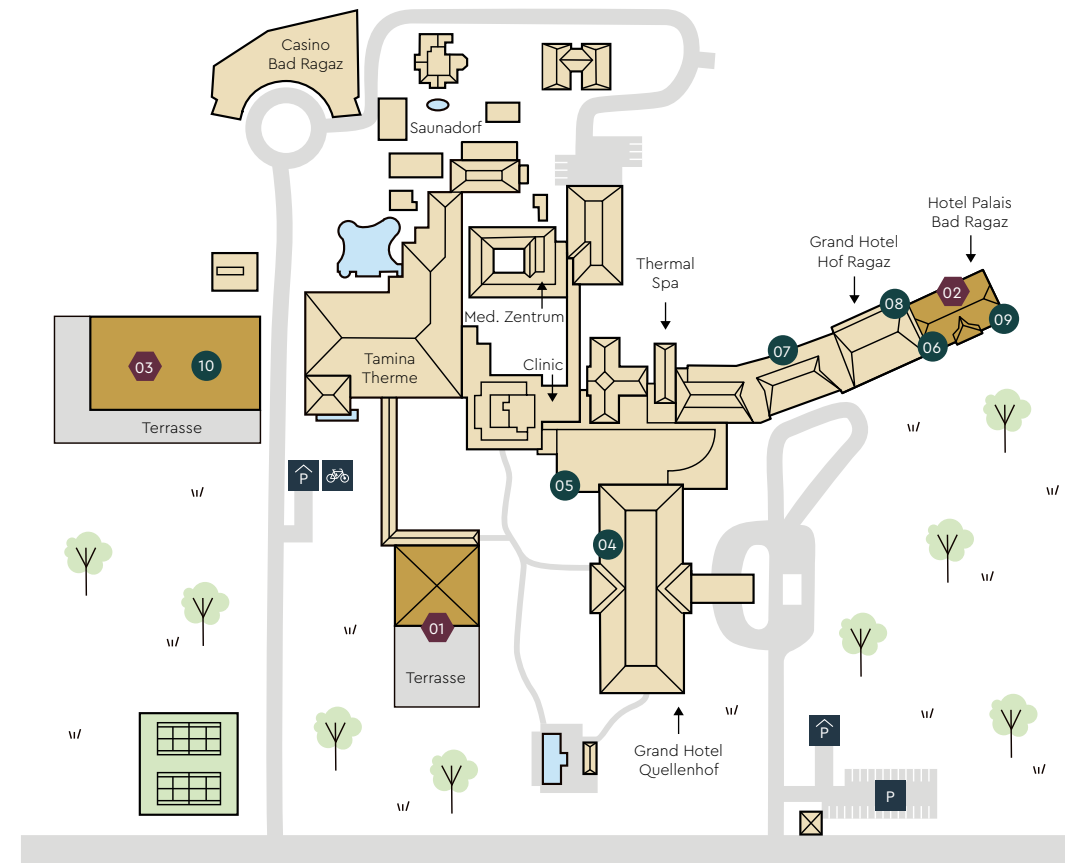 Casino
Bad Ragaz
Saunadorf
Hotel Palais
Bad Ragaz
Grand Hotel
Hof Ragaz
Thermal
Spa
02
08
09
Med. Zentrum
06
07
Tamina
Therme
Clinic
03
10
Terrasse
P
05
04
01
Terrasse
Grand Hotel
Quellenhof
P
P